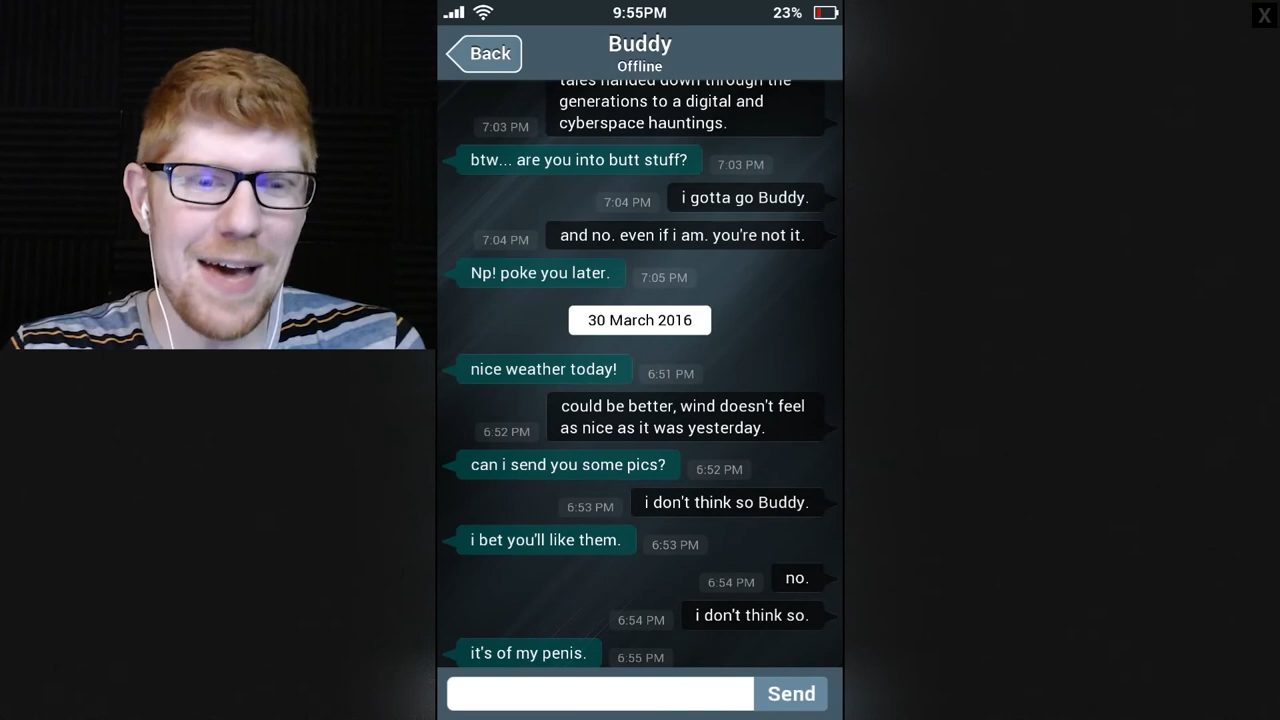 9:55PM
23%
X
Back
Buddy
Offline
tales handed down through the
generations to a digital and
cyberspace hauntings.
7:03 PM
btw... are you into butt stuff?
7:03 PM
i gotta go Buddy.
7:04 PM
and no. even if i am. you're not it.
7:04 PM
Np! poke you later.
7:05 PM
30 March 2016
nice weather today!
6:51 PM
could be better, wind doesn't feel
as nice as it was yesterday.
6:52 PM
can i send you some pics?
6:52 PM
i don't think so Buddy.
6:53 PM
i bet you'll like them.
6:53 PM
no.
6:54 PM
i don't think so.
6:54 PM
it's of my penis.
6:55 PM
Send